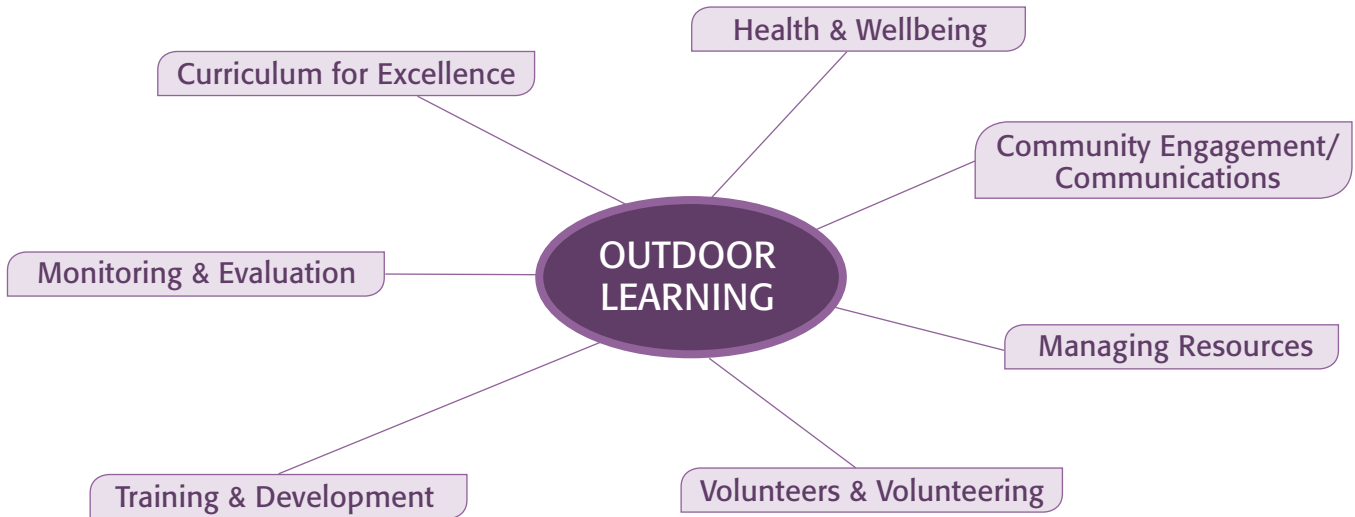 Health & Wellbeing
Curriculum for Excellence
Community Engagement/
Communications
OUTDOOR
LEARNING
Monitoring & Evaluation
Managing Resources
Training & Development
Volunteers & Volunteering